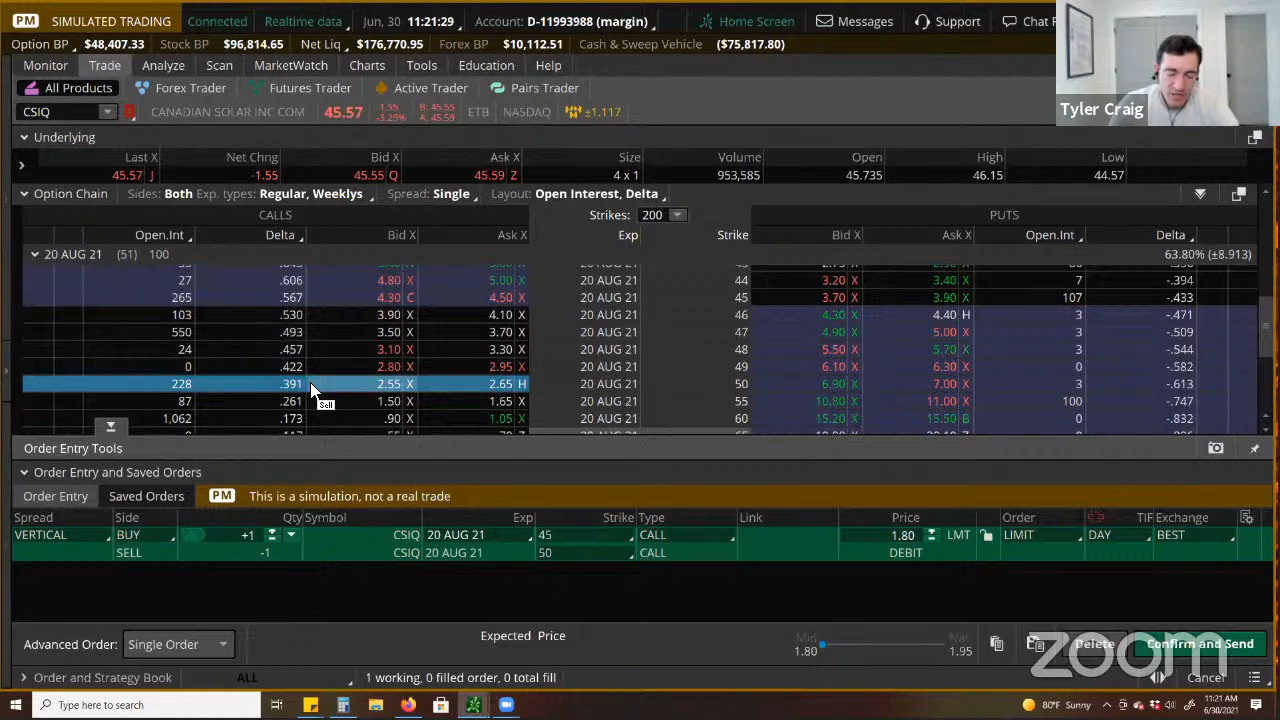 PM SIMULATED TRADING Connected Realtime data Jun, 30 11:21:29 Account: D-11993988 (margin) Home Screen Messages Support Chat
Option BP $48,407.33 Stock BP $96,814.65 Net Liq $176,770.95 Forex BP $10,112.51 Cash & Sweep Vehicle ($75,817.80)
Monitor Trade Analyze Scan MarketWatch Charts Tools Education Help
All Products Forex Trader Futures Trader Active Trader Pairs Trader
Tyler Craig
CSIQ CANADIAN SOLAR INC COM 45.57 1.55 -3.29% B: 45.55 A: 45.59 ETB NASDAQ ±1.117
Underlying
Last X Net Chng Bid X Ask X Size Volume Open High Low
45.57 J -1.55 45.55 Q 45.59 Z 4 x 1 953,585 45.735 46.15 44.57
Option Chain Sides: Both Exp. types: Regular, Weeklys Spread: Single Layout: Open Interest, Delta
CALLS Strikes: 200 PUTS
Open.Int Delta Bid X Ask X Exp Strike Bid X Ask X Open.Int Delta
20 AUG 21 (51) 100 63.80% (±8.913)
27 .606 4.80 X 5.00 X 20 AUG 21 44 3.20 X 3.40 X 7 -.394
265 .567 4.30 C 4.50 X 20 AUG 21 45 3.70 X 3.90 X 107 -.433
103 .530 3.90 X 4.10 X 20 AUG 21 46 4.30 X 4.40 H 3 -.471
550 .493 3.50 X 3.70 X 20 AUG 21 47 4.90 X 5.00 X 3 -.509
24 .457 3.10 X 3.30 X 20 AUG 21 48 5.50 X 5.70 X 3 -.544
0 .422 2.80 X 2.95 X 20 AUG 21 49 6.10 X 6.30 X 0 -.582
228 .391 2.55 X 2.65 H 20 AUG 21 50 6.90 X 7.00 X 3 -.613
Sell
87 .261 1.50 X 1.65 X 20 AUG 21 55 10.80 X 11.00 X 100 -.747
1,062 .173 .90 X 1.05 X 20 AUG 21 60 15.20 X 15.50 B 0 -.832
Order Entry Tools
Order Entry and Saved Orders
Order Entry Saved Orders PM This is a simulation, not a real trade
Spread Side Qty Symbol Exp Strike Type Link Price Order TIF Exchange
VERTICAL BUY +1 CSIQ 20 AUG 21 45 CALL 1.80 LMT LIMIT DAY BEST
SELL -1 CSIQ 20 AUG 21 50 CALL DEBIT
Advanced Order: Single Order Expected Price Mid 1.80 Nat 1.95 Delete Confirm and Send
zoom
Order and Strategy Book ALL 1 working, 0 filled order, 0 total fill Cancel
Type here to search 80°F Sunny 11:21 AM
6/30/2021